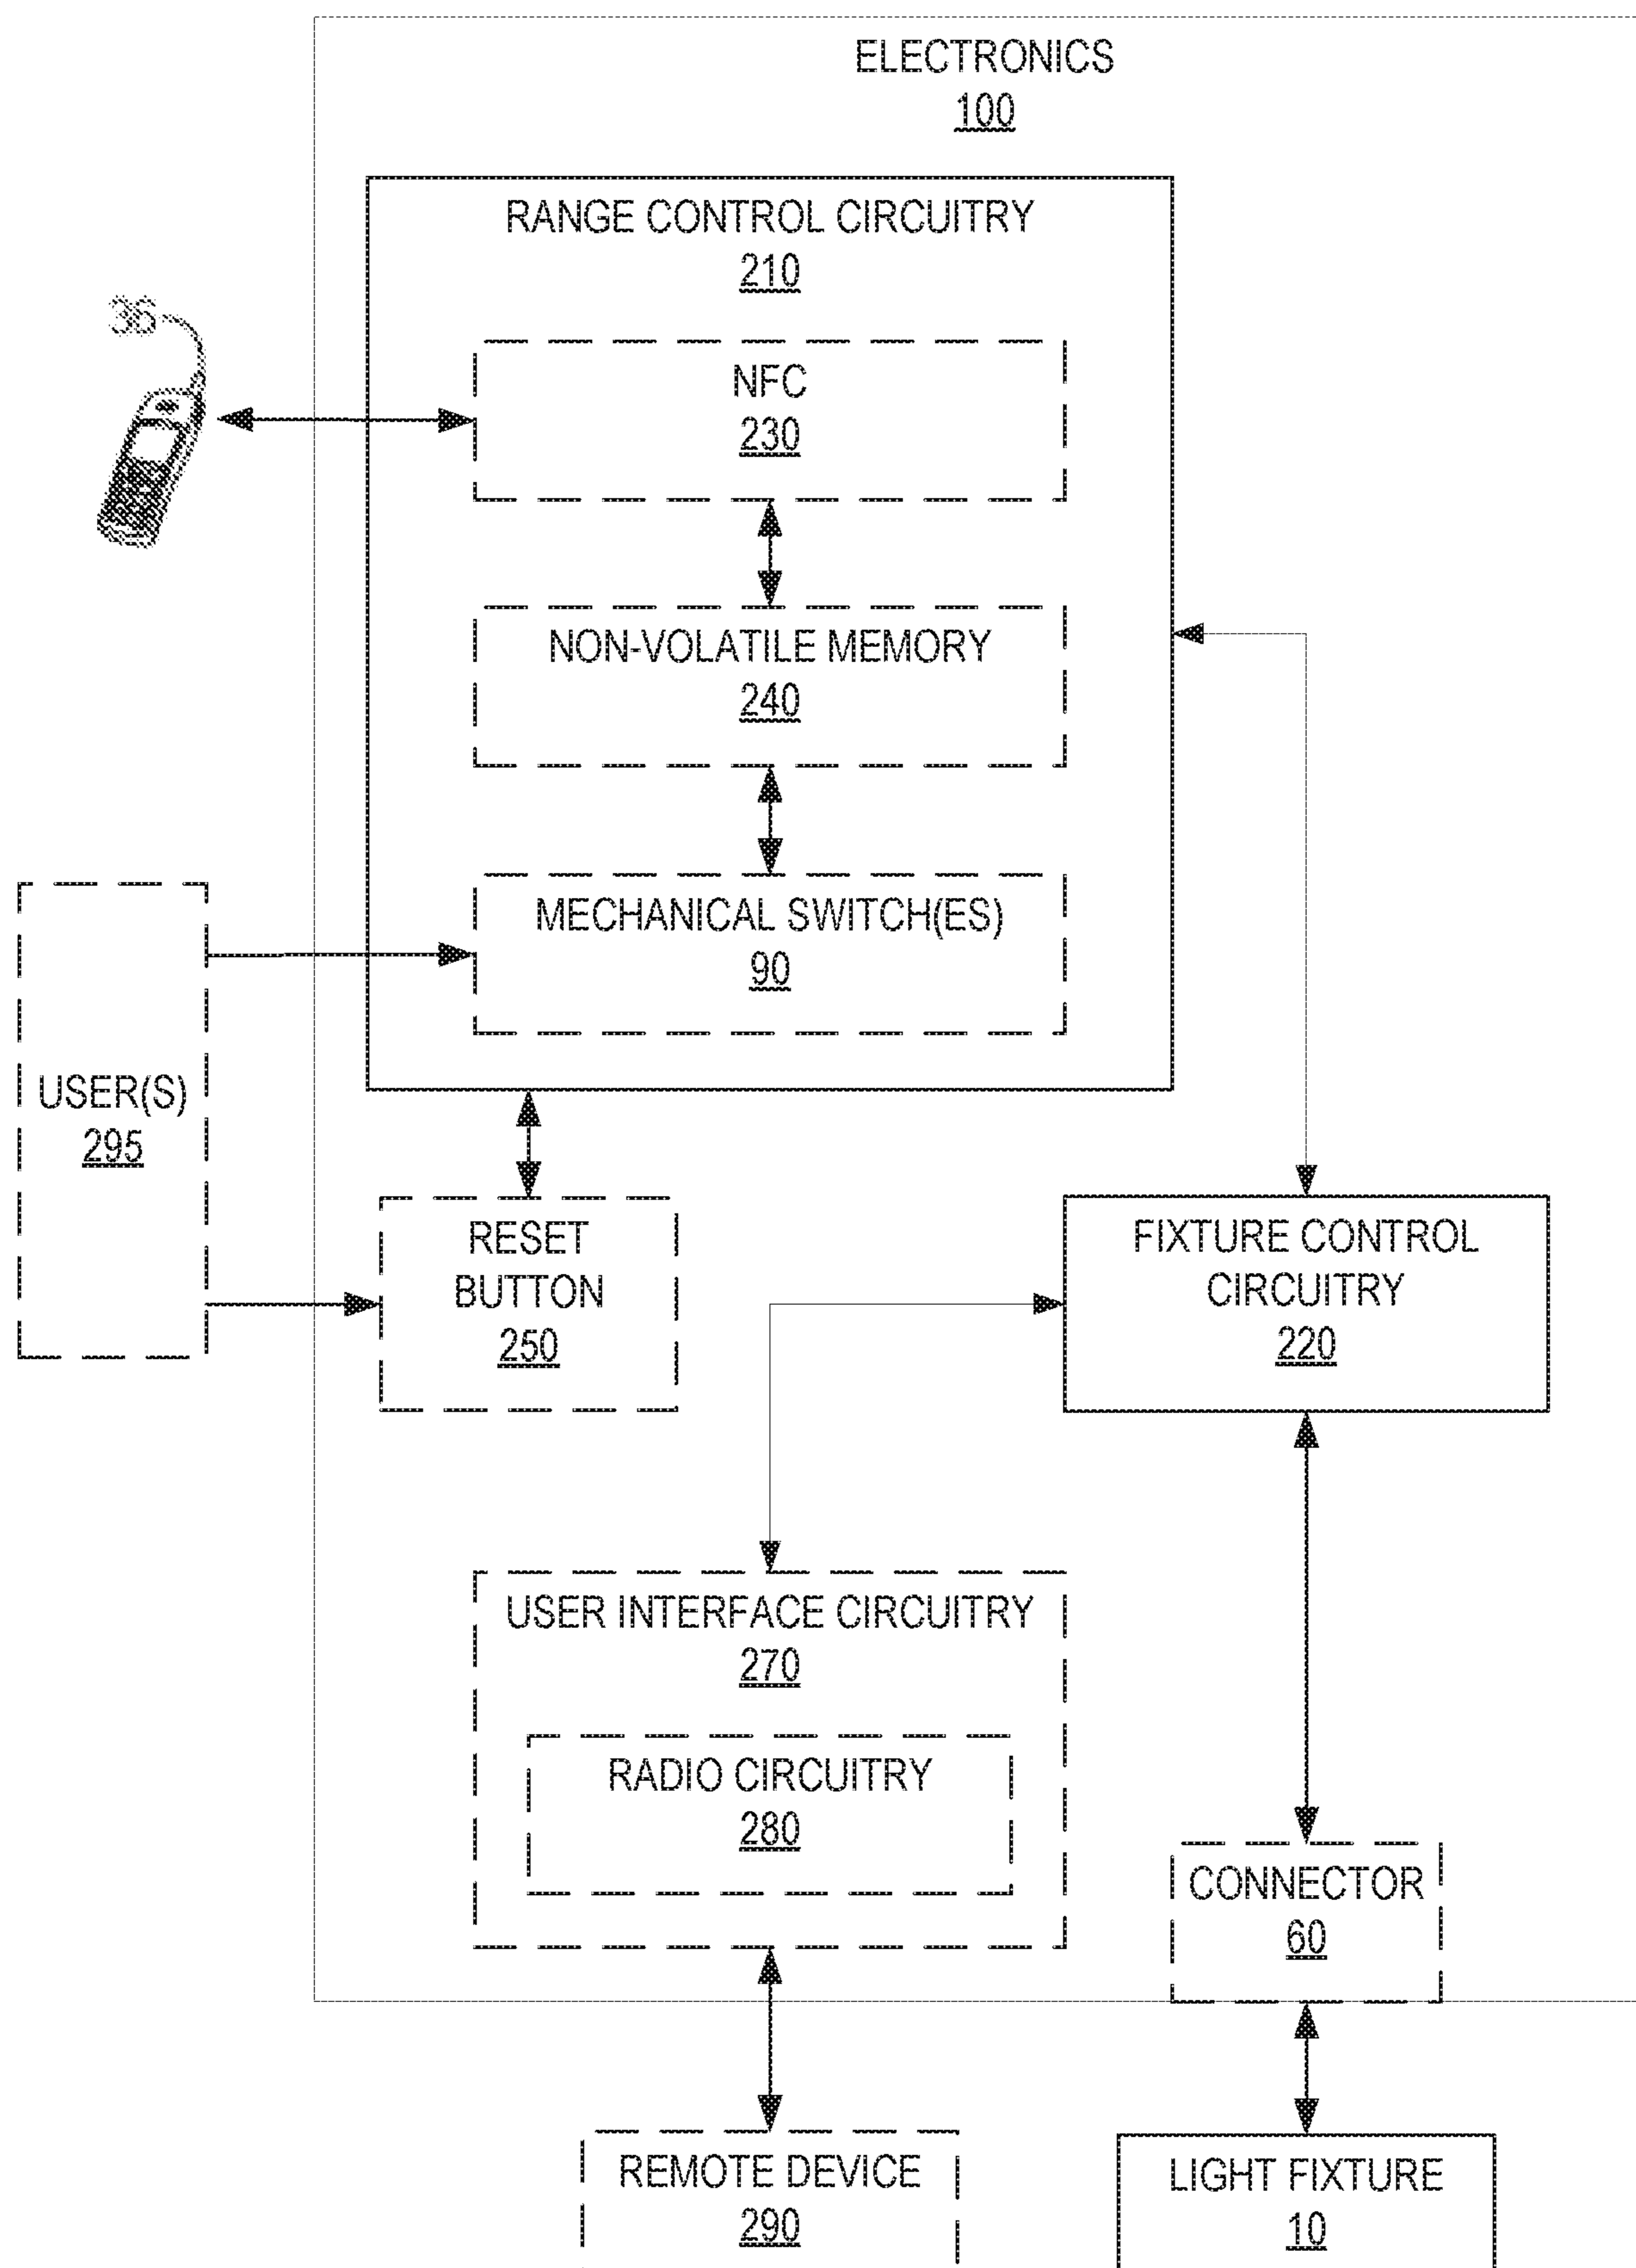 ELECTRONICS
100
RANGE CONTROL CIRCUITRY
210
36
NFC
230
NON-VOLATILE MEMORY
240
MECHANICAL SWITCH(ES)
90
USER(S)
295
RESET
BUTTON
250
FIXTURE CONTROL
CIRCUITRY
220
USER INTERFACE CIRCUITRY
270
RADIO CIRCUITRY
280
CONNECTOR
60
REMOTE DEVICE
290
LIGHT FIXTURE
10